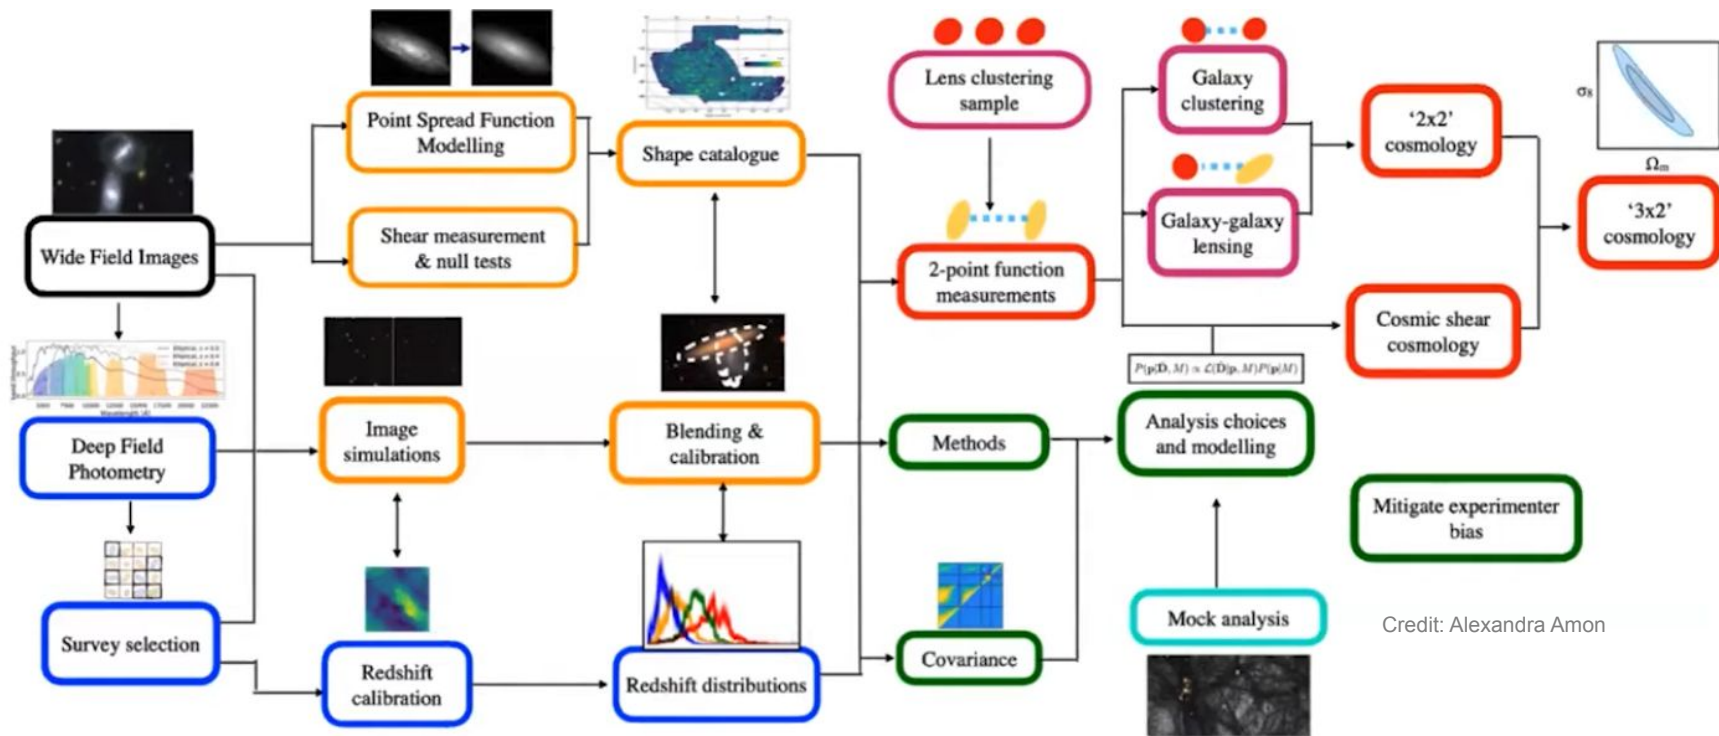 Point Spread Function
Modelling
Shape catalogue
Shear measurement
& null tests
Wide Field Images
Lens clustering
sample
Galaxy
clustering
Galaxy-galaxy
lensing
2-point function
measurements
'2x2'
cosmology
σ8
Ωm
'3x2'
cosmology
Cosmic shear
cosmology
P(p|D̂, M) ∝ ℒ(D̂|p, M)P(p|M)
Deep Field
Photometry
Image
simulations
Blending &
calibration
Methods
Analysis choices
and modelling
Mitigate experimenter
bias
Survey selection
Redshift
calibration
Redshift distributions
Covariance
Mock analysis
Credit: Alexandra Amon